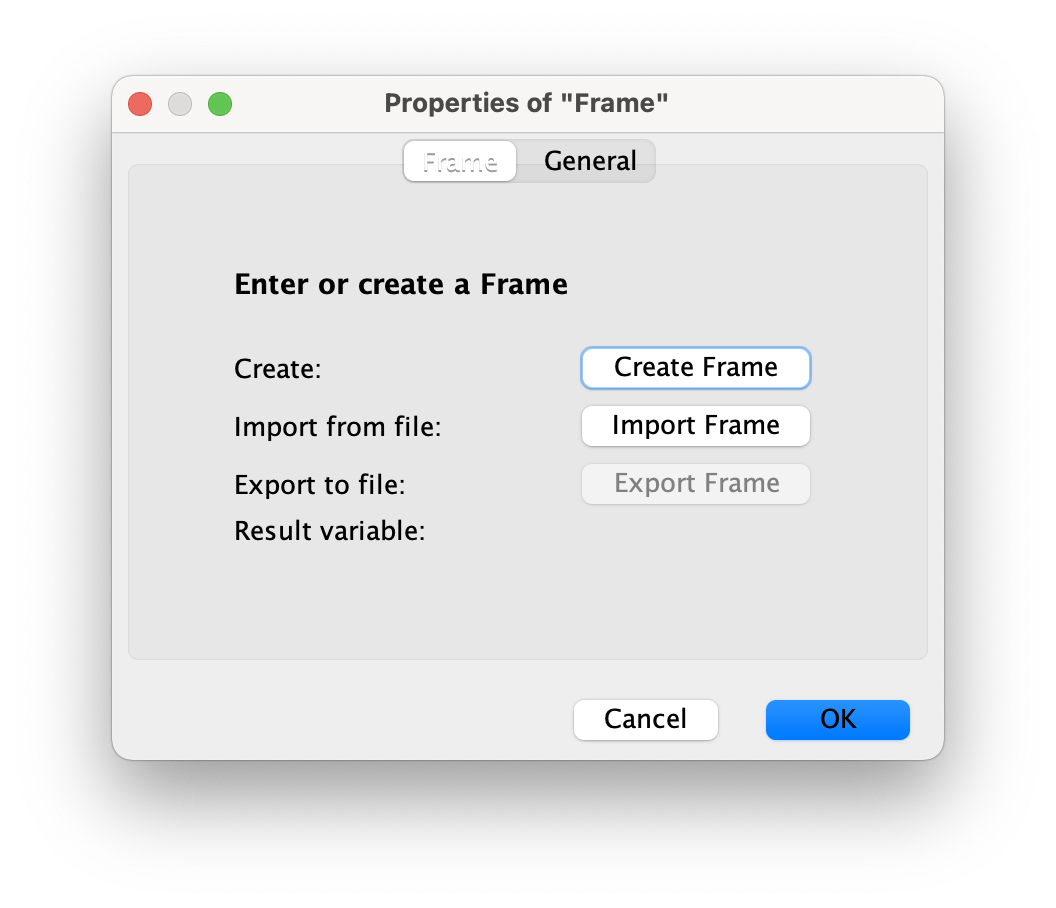 Properties of "Frame"
Frame General
Enter or create a Frame
Create: Create Frame
Import from file: Import Frame
Export to file: Export Frame
Result variable:
Cancel OK